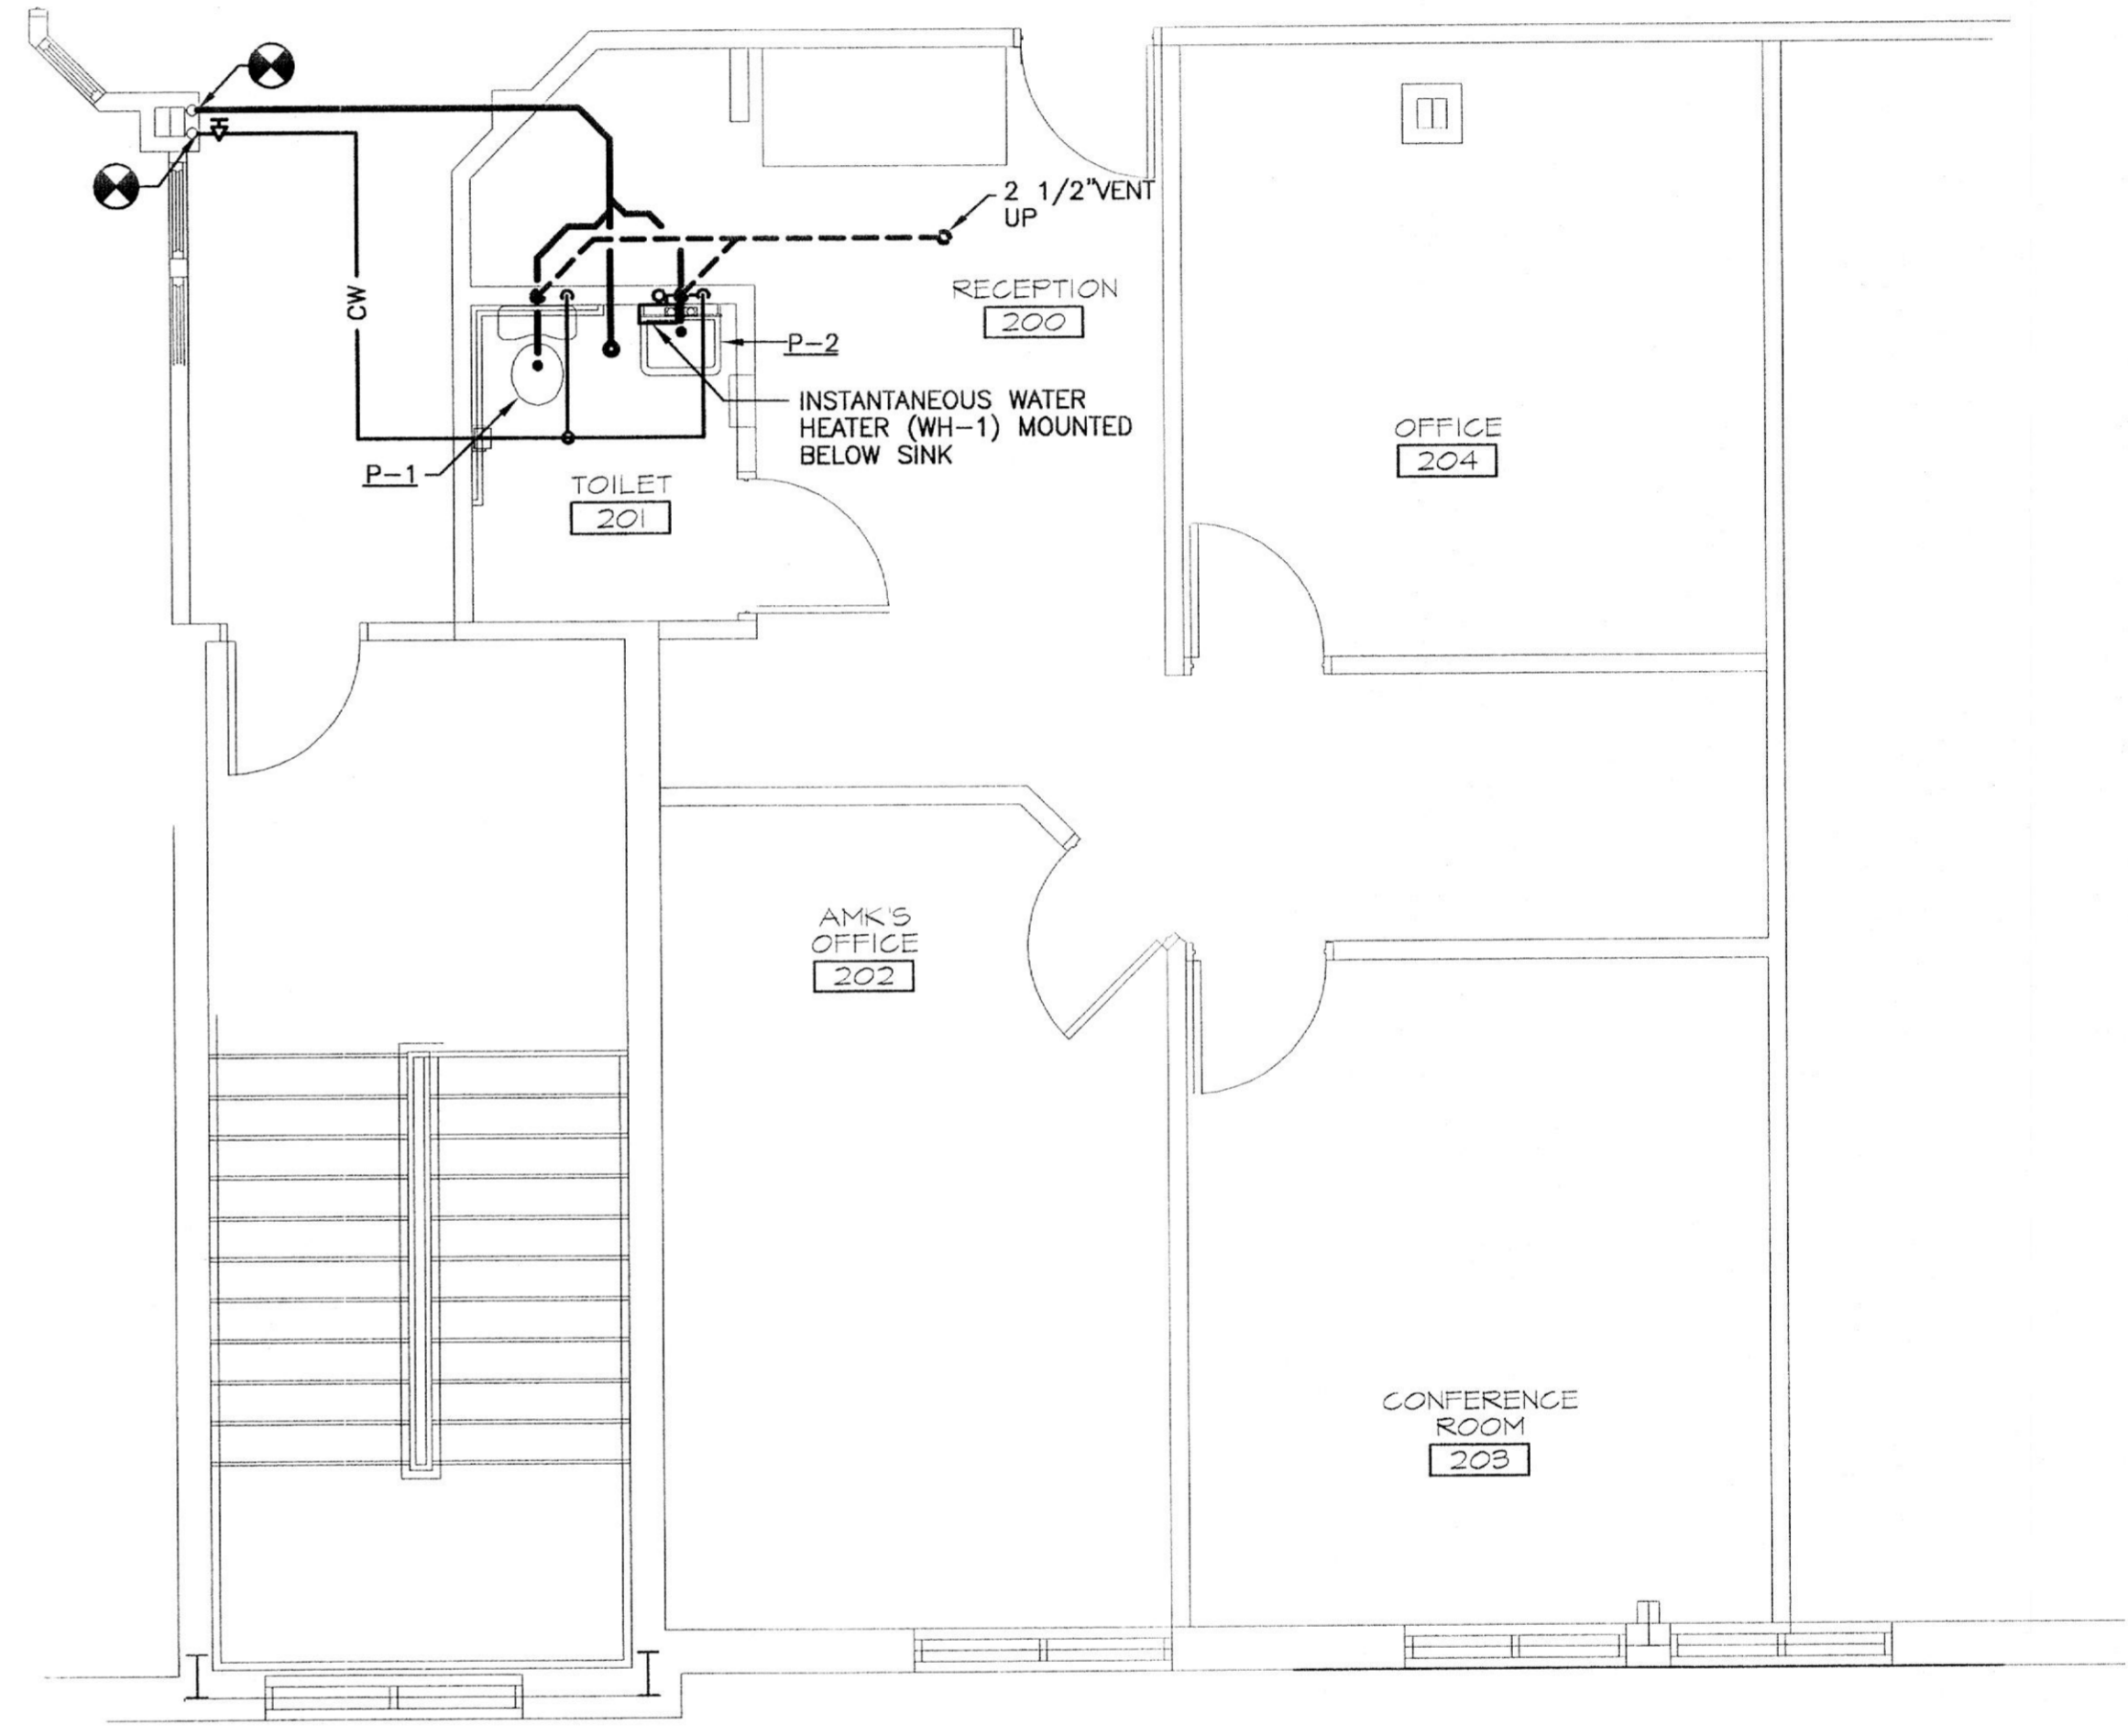 2 1/2"VENT
UP
CW
RECEPTION
200
P-2
INSTANTANEOUS WATER
HEATER (WH-1) MOUNTED
BELOW SINK
P-1
TOILET
201
OFFICE
204
AMK'S
OFFICE
202
CONFERENCE
ROOM
203